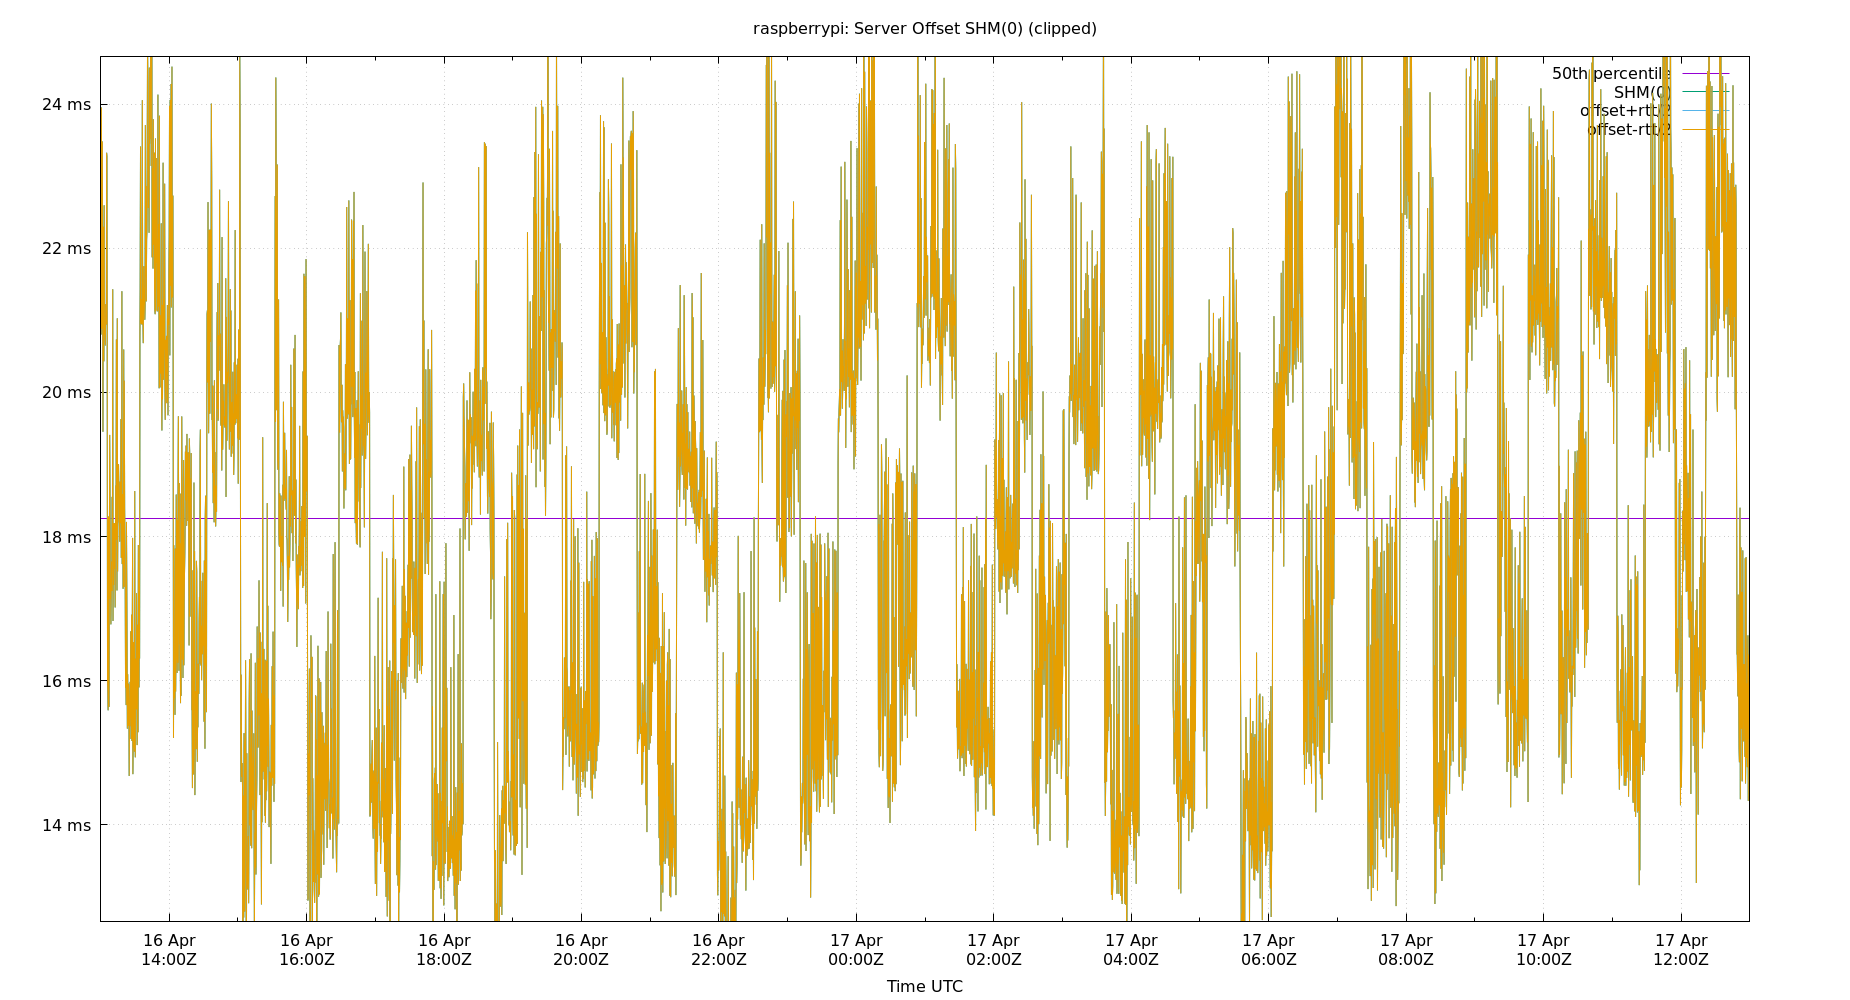 raspberrypi: Server Offset SHM(0) (clipped)
50th percentile
SHM(0)
offset+rtt/2
offset-rtt/2
24 ms
22 ms
20 ms
18 ms
16 ms
14 ms
16 Apr 16 Apr 16 Apr 16 Apr 16 Apr 17 Apr 17 Apr 17 Apr 17 Apr 17 Apr 17 Apr 17 Apr
14:00Z 16:00Z 18:00Z 20:00Z 22:00Z 00:00Z 02:00Z 04:00Z 06:00Z 08:00Z 10:00Z 12:00Z
Time UTC